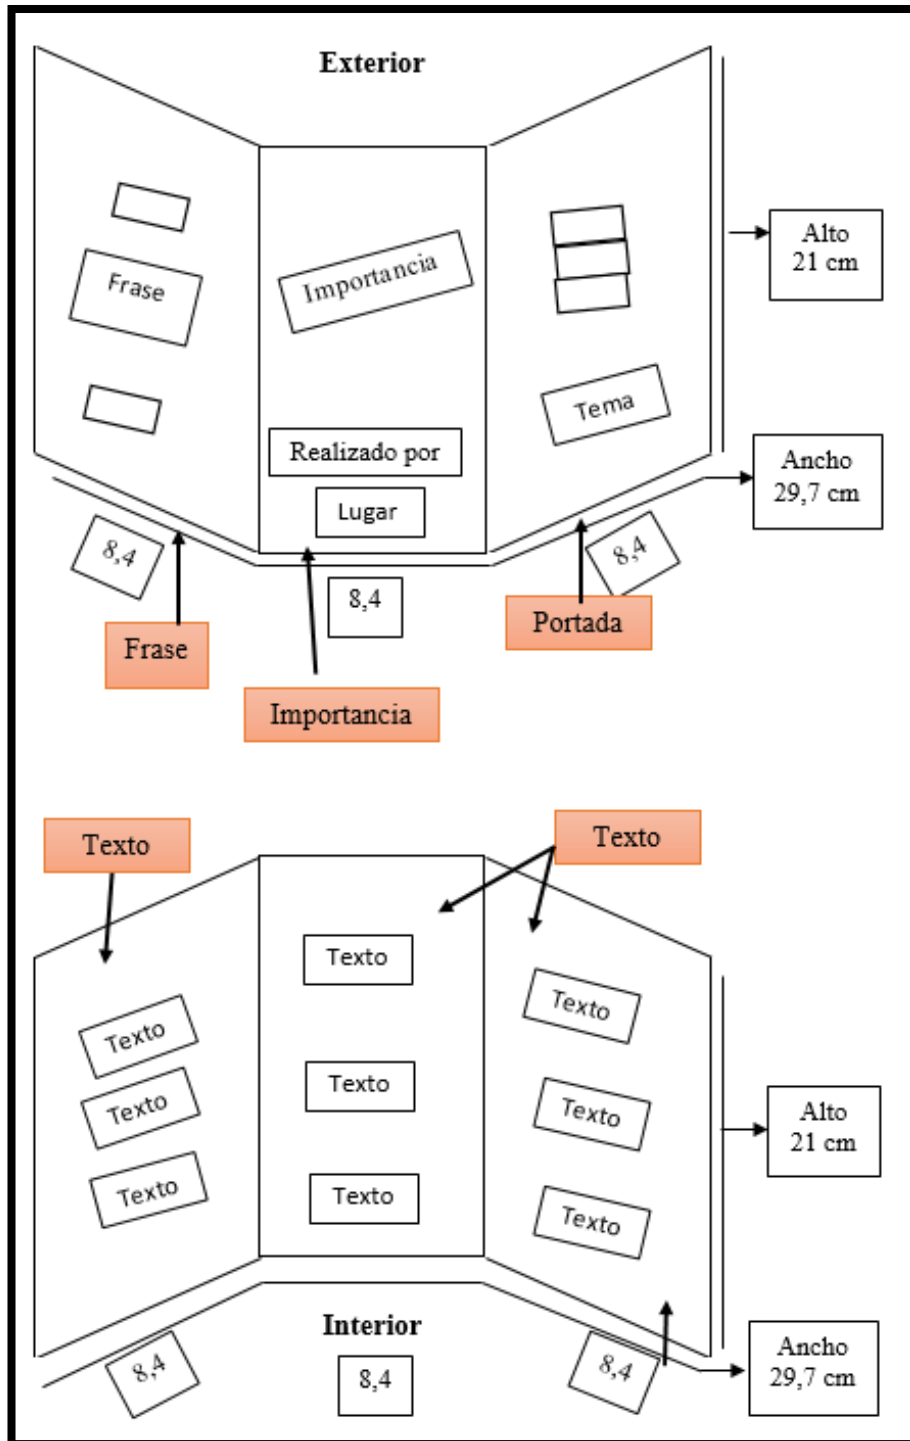 Exterior
Frase
Importancia
Tema
Realizado por
Lugar
Alto
21 cm
Ancho
29,7 cm
8,4
8,4
8,4
Frase
Importancia
Portada
Texto
Texto
Texto
Texto
Texto
Texto
Texto
Texto
Texto
Texto
Texto
Alto
21 cm
Interior
Ancho
29,7 cm
8,4
8,4
8,4